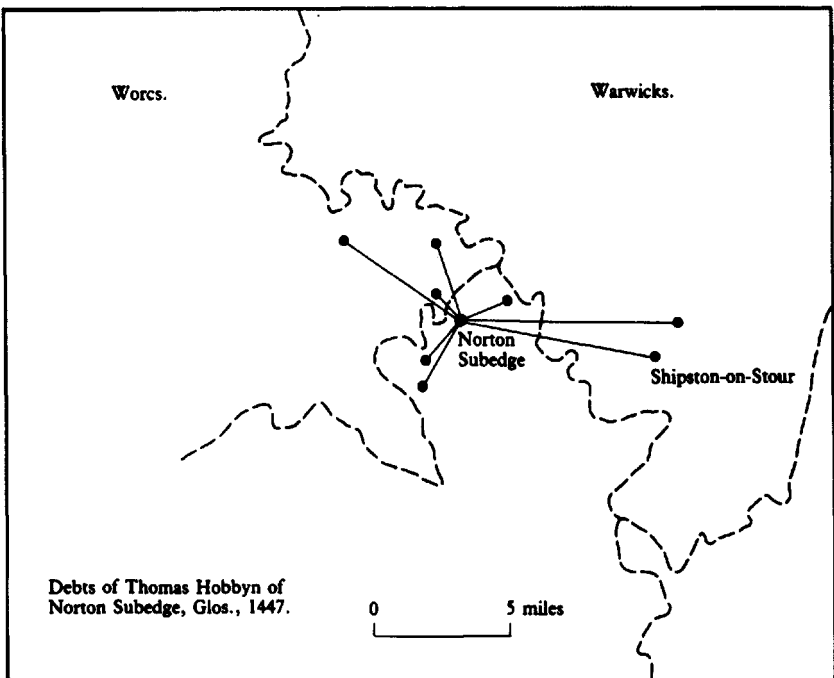 Worcs.
Warwicks.
Norton
Subedge
Shipston-on-Stour
Debts of Thomas Hobbyn of
Norton Subedge, Glos., 1447.
0
5 miles